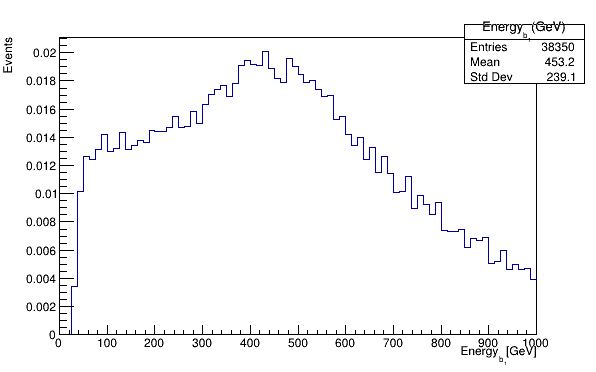 Energy_b₁(GeV)
Entries 38350
Mean 453.2
Std Dev 239.1
Events
0.02
0.018
0.016
0.014
0.012
0.01
0.008
0.006
0.004
0.002
0
0 100 200 300 400 500 600 700 800 900 1000
Energy_b₁[GeV]